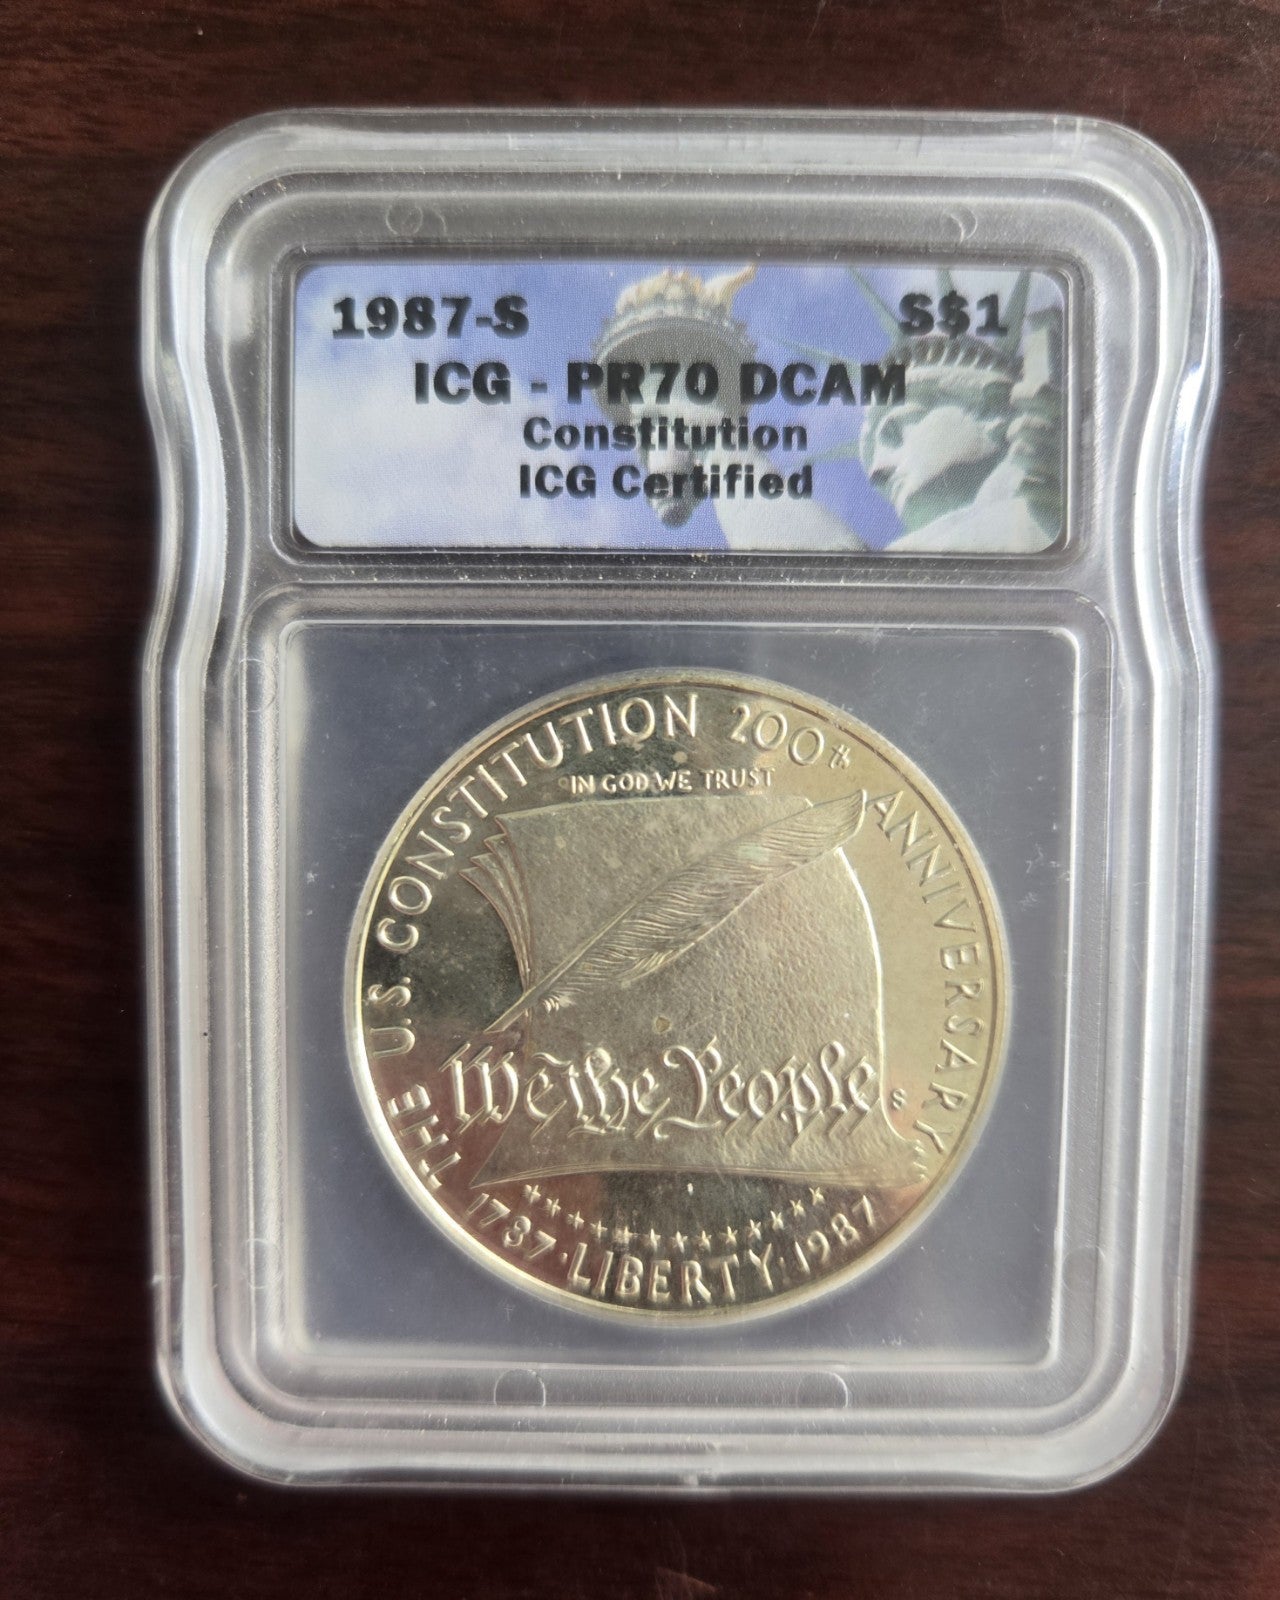 1987-S S$1
ICG - PR70 DCAM
Constitution
ICG Certified
THE U.S. CONSTITUTION 200th ANNIVERSARY
IN GOD WE TRUST
We the People
S
1787 · LIBERTY · 1987